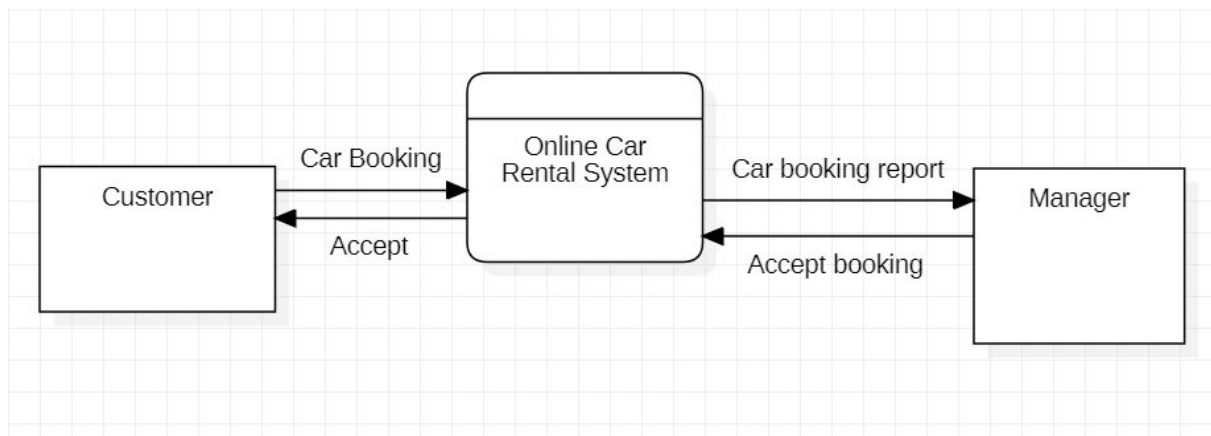 Customer
Car Booking
Accept
Online Car
Rental System
Car booking report
Accept booking
Manager